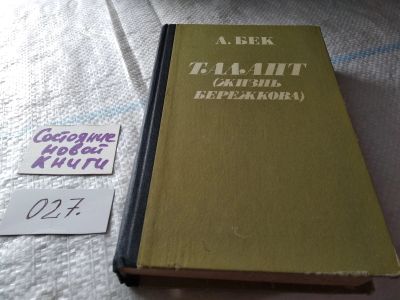 А. БЕК
ТАЛАНТ
(ЖИЗНЬ
БЕРЕЖКОВА)
Состояние
новой
книги
027.